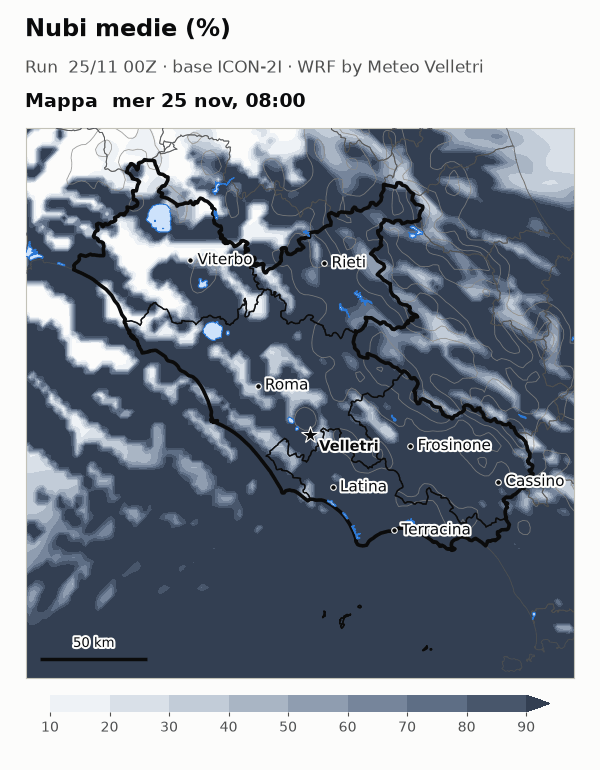 Nubi medie (%)
Run  25/11 00Z · base ICON-2I · WRF by Meteo Velletri
Mappa  mer 25 nov, 08:00
Viterbo
Rieti
Roma
Velletri
Frosinone
Latina
Cassino
Terracina
50 km
10 20 30 40 50 60 70 80 90